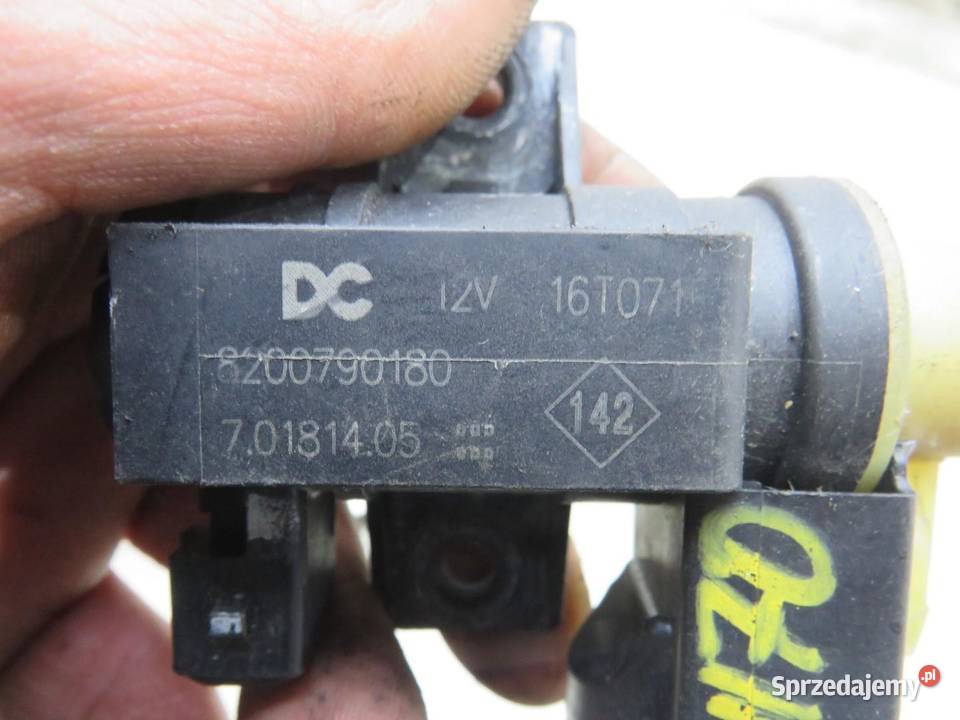 DC 12V 16T071
8200790180
7.01814.05
142
Sprzedajemy.pl